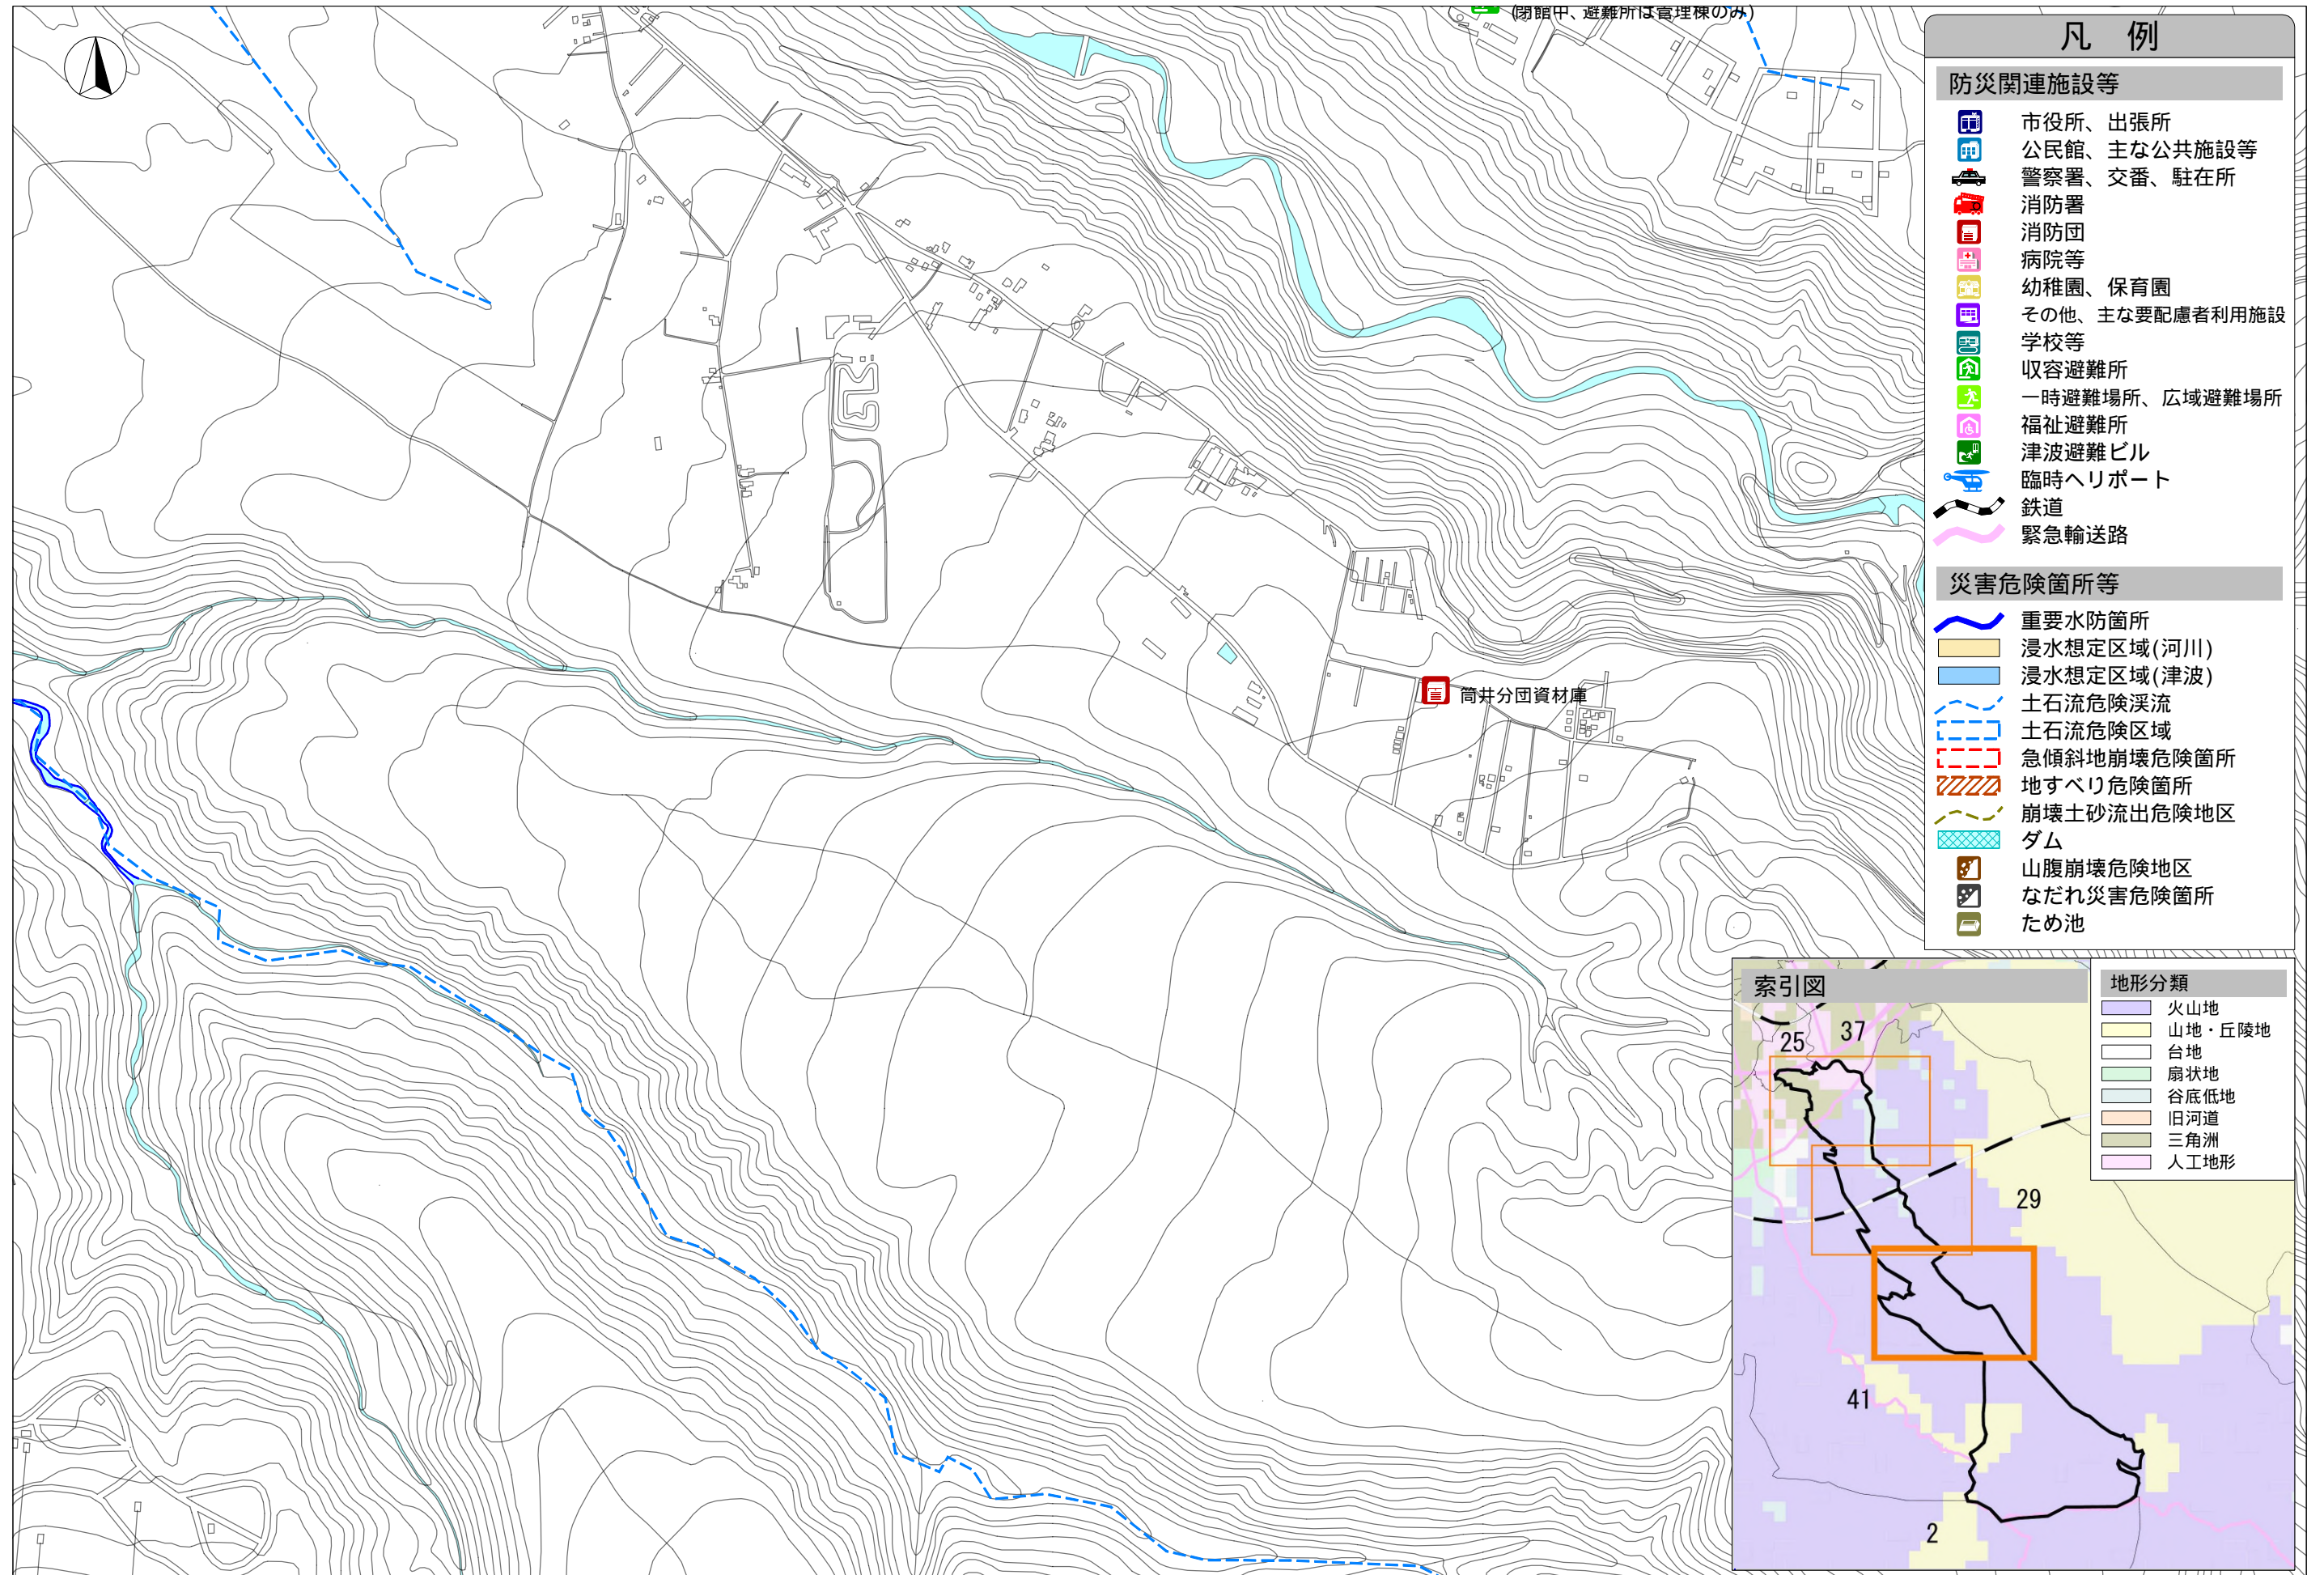 (閉館中、避難所は管理棟のみ)
筒井分団資材庫
凡 例
防災関連施設等
市役所、出張所
公民館、主な公共施設等
警察署、交番、駐在所
消防署
消防団
病院等
幼稚園、保育園
その他、主な要配慮者利用施設
学校等
収容避難所
一時避難場所、広域避難場所
福祉避難所
津波避難ビル
臨時ヘリポート
鉄道
緊急輸送路
災害危険箇所等
重要水防箇所
浸水想定区域(河川)
浸水想定区域(津波)
土石流危険渓流
土石流危険区域
急傾斜地崩壊危険箇所
地すべり危険箇所
崩壊土砂流出危険地区
ダム
山腹崩壊危険地区
なだれ災害危険箇所
ため池
索引図
25
37
29
41
2
地形分類
火山地
山地・丘陵地
台地
扇状地
谷底低地
旧河道
三角洲
人工地形